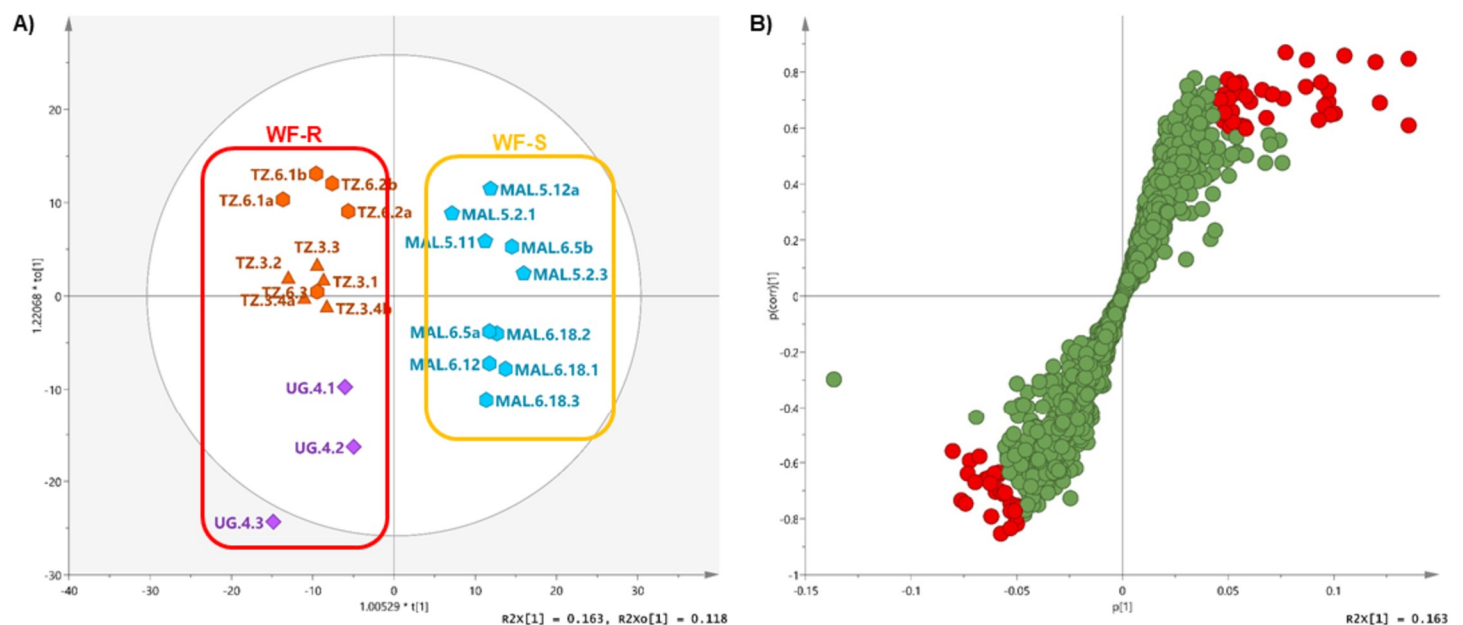 A)
WF-R
WF-S
TZ.6.1b
TZ.6.2b
TZ.6.1a
TZ.6.2a
TZ.3.3
TZ.3.2
TZ.3.1
TZ.6.3
TZ.3.4a
TZ.3.4b
UG.4.1
UG.4.2
UG.4.3
MAL.5.12a
MAL.5.2.1
MAL.5.11
MAL.6.5b
MAL.5.2.3
MAL.6.5a
MAL.6.18.2
MAL.6.12
MAL.6.18.1
MAL.6.18.3
20
10
0
-10
-20
-30
1.22068 * to[1]
-40
-30
-20
-10
0
10
20
30
40
1.00529 * t[1]
R2X[1] = 0.163, R2Xo[1] = 0.118
B)
0.8
0.6
0.4
0.2
0
-0.2
-0.4
-0.6
-0.8
-1
p(corr)[1]
-0.15
-0.1
-0.05
0
0.05
0.1
p[1]
R2X[1] = 0.163